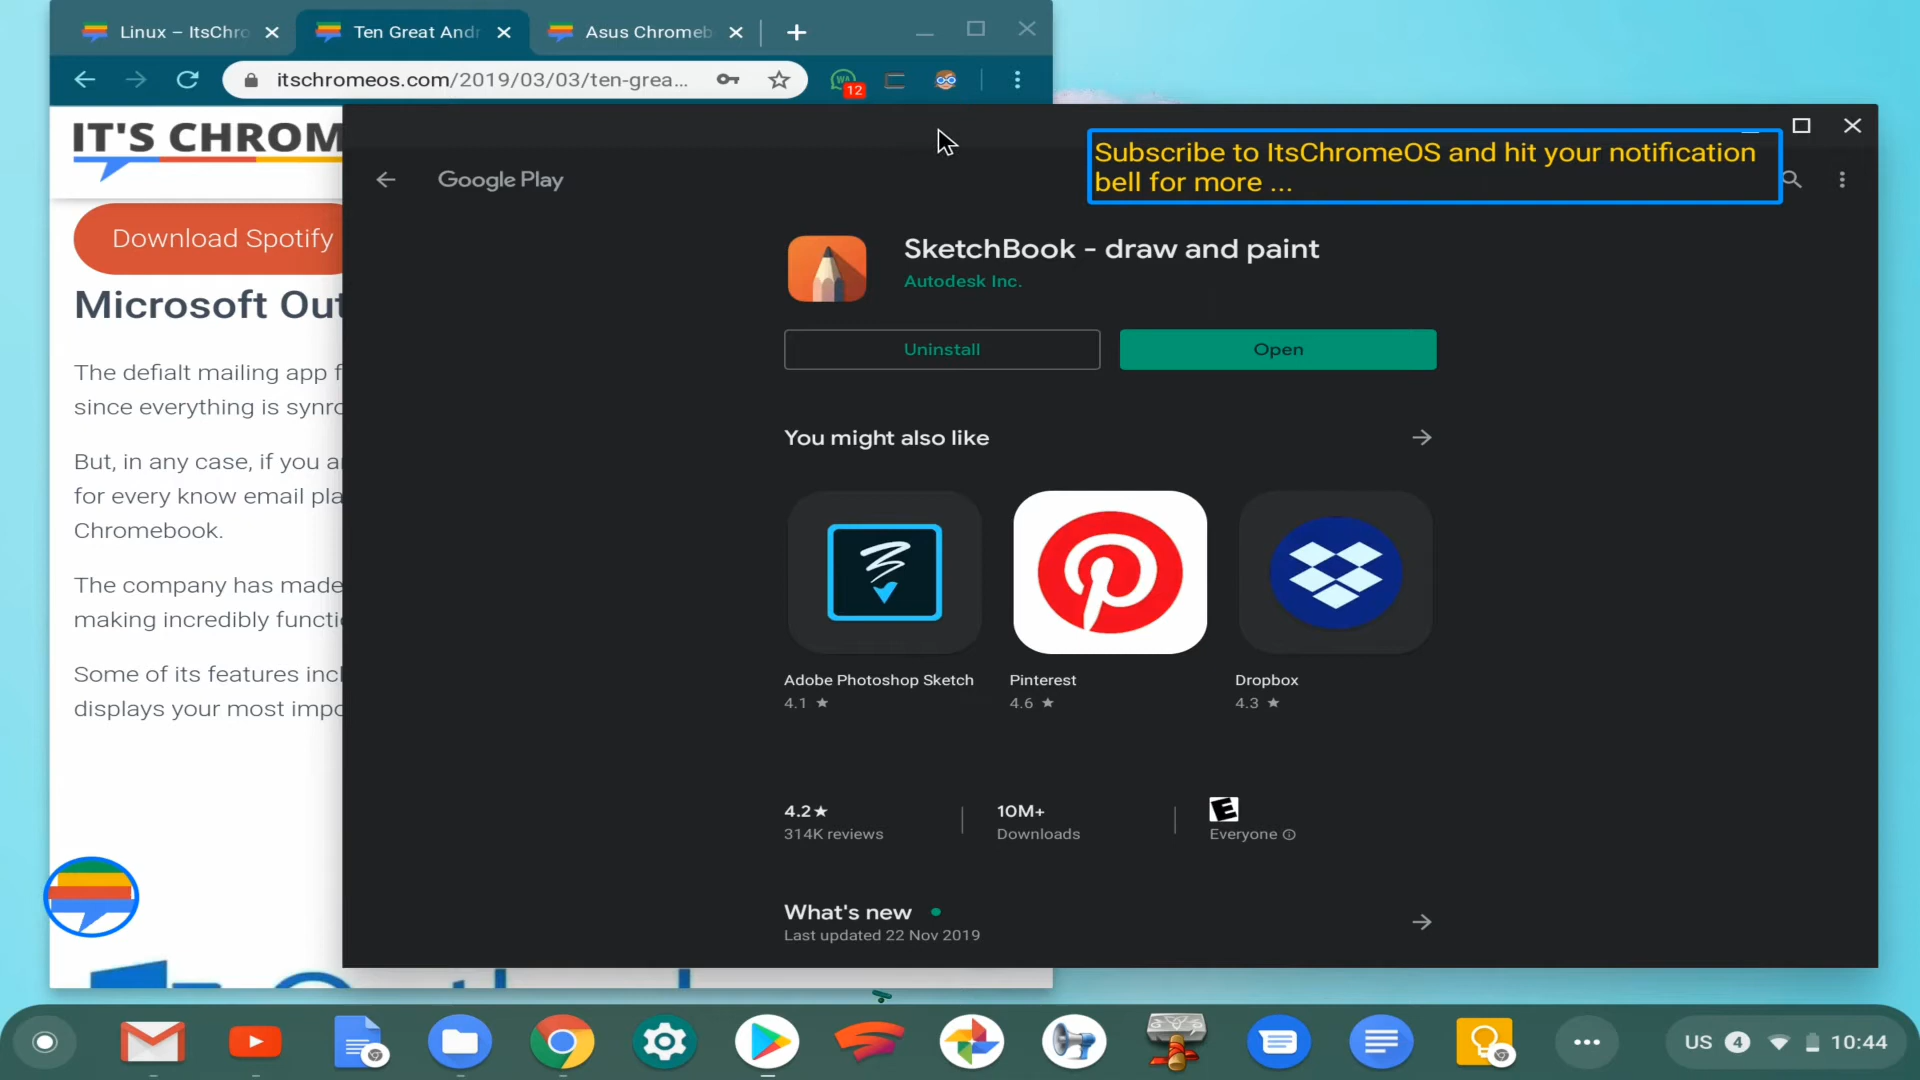 Linux – ItsChro
Ten Great Andr
Asus Chromeb
itschromeos.com/2019/03/03/ten-grea...
WA
12
IT'S CHROM
Download Spotify
Microsoft Out
The defialt mailing app f
since everything is synro
But, in any case, if you ar
for every know email pla
Chromebook.
The company has made
making incredibly functi
Some of its features incl
displays your most impo
Google Play
Subscribe to ItsChromeOS and hit your notification
bell for more ...
SketchBook - draw and paint
Autodesk Inc.
Uninstall
Open
You might also like
Adobe Photoshop Sketch
4.1 ★
Pinterest
4.6 ★
Dropbox
4.3 ★
4.2★
314K reviews
10M+
Downloads
E
Everyone
What's new
Last updated 22 Nov 2019
US 4 10:44